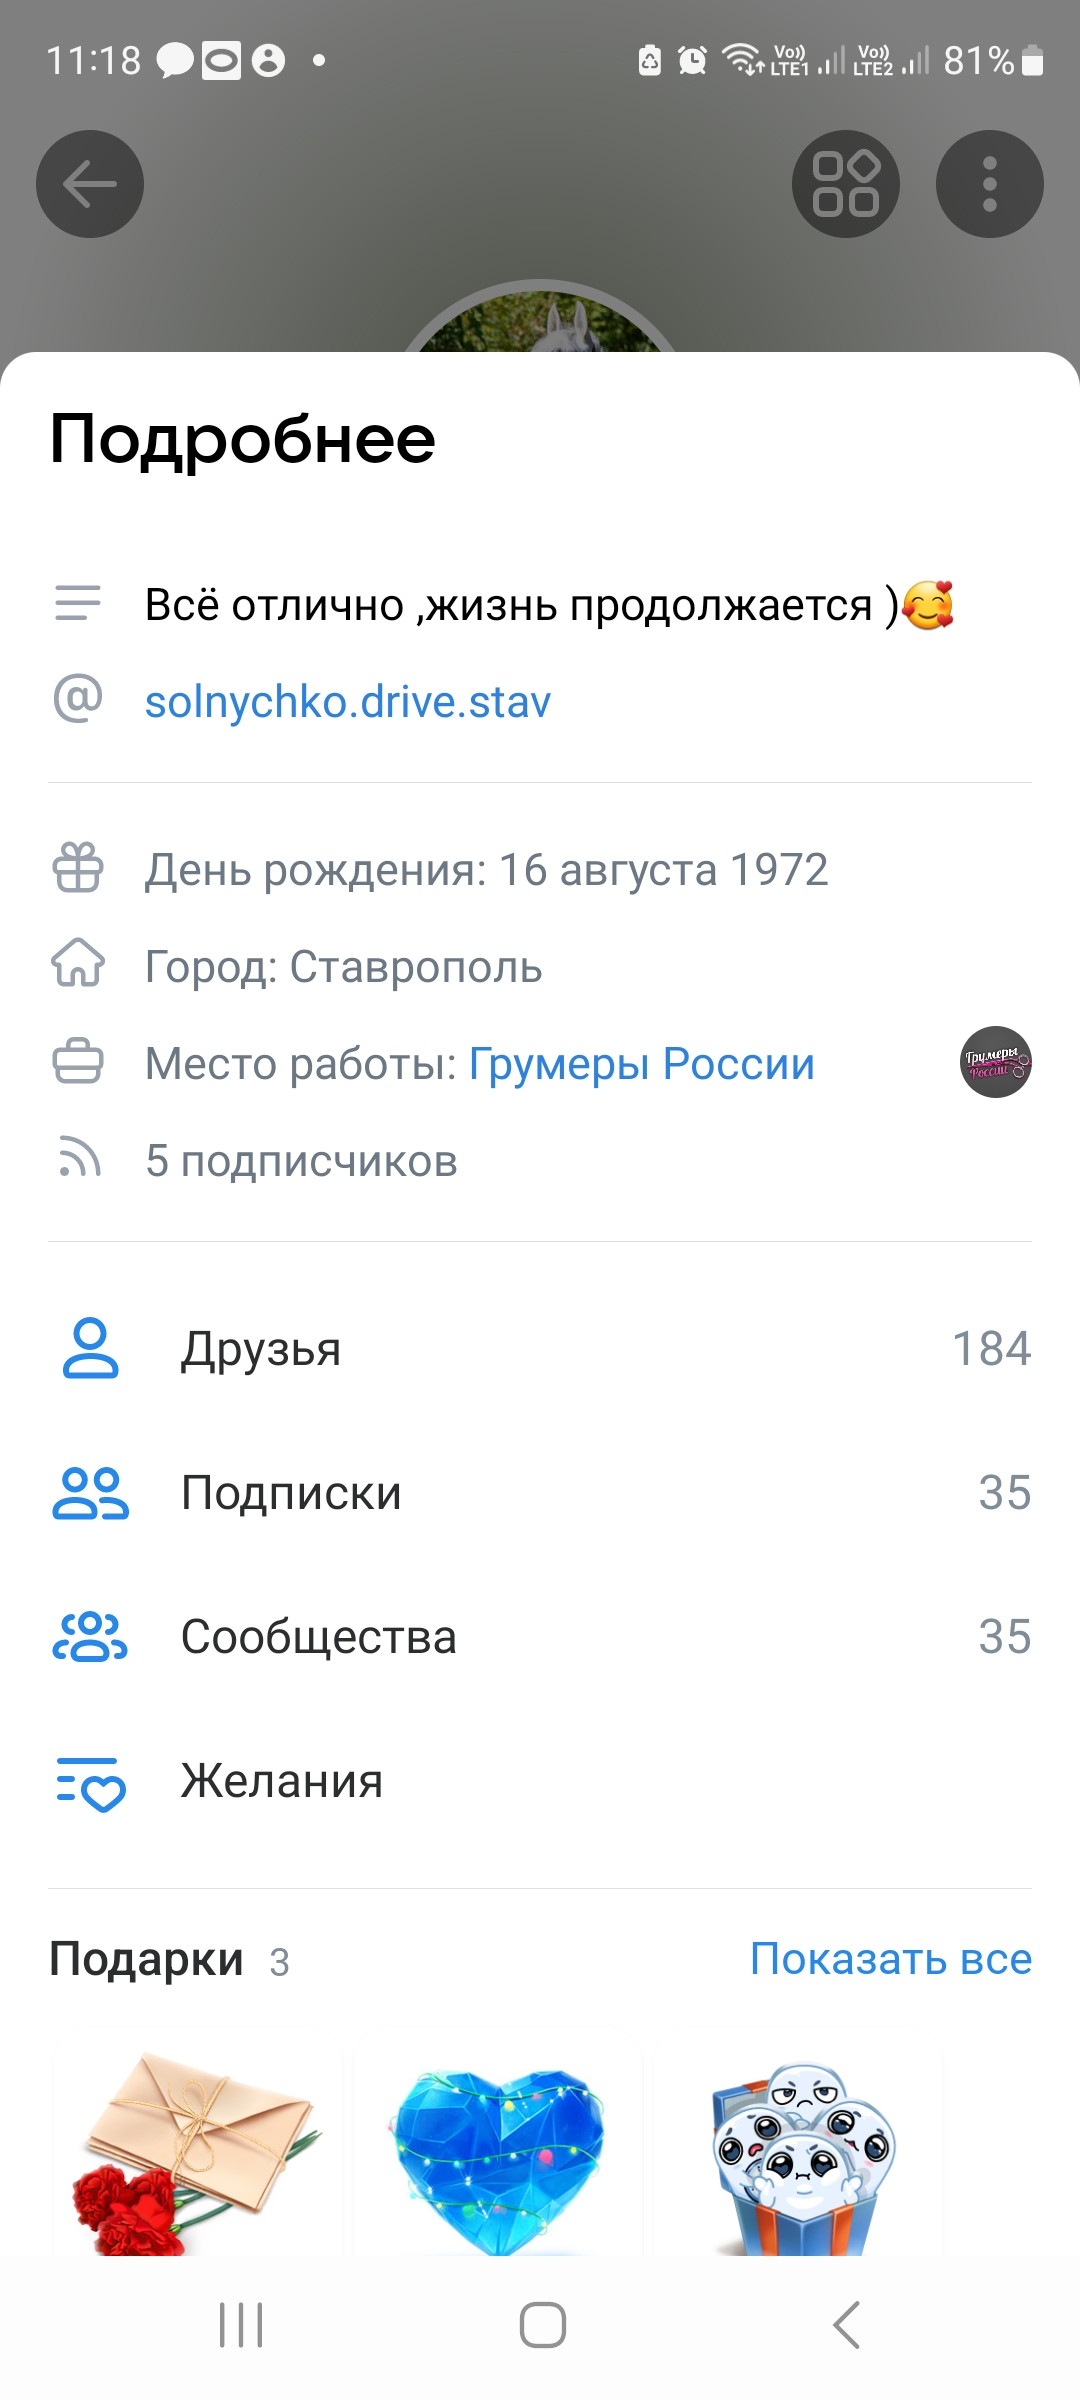 11:18
Vo)) LTE1 Vo)) LTE2 81%
Подробнее
Всё отлично ,жизнь продолжается )🥰
solnychko.drive.stav
День рождения: 16 августа 1972
Город: Ставрополь
Место работы: Грумеры России
Грумеры
России
5 подписчиков
Друзья 184
Подписки 35
Сообщества 35
Желания
Подарки 3 Показать все